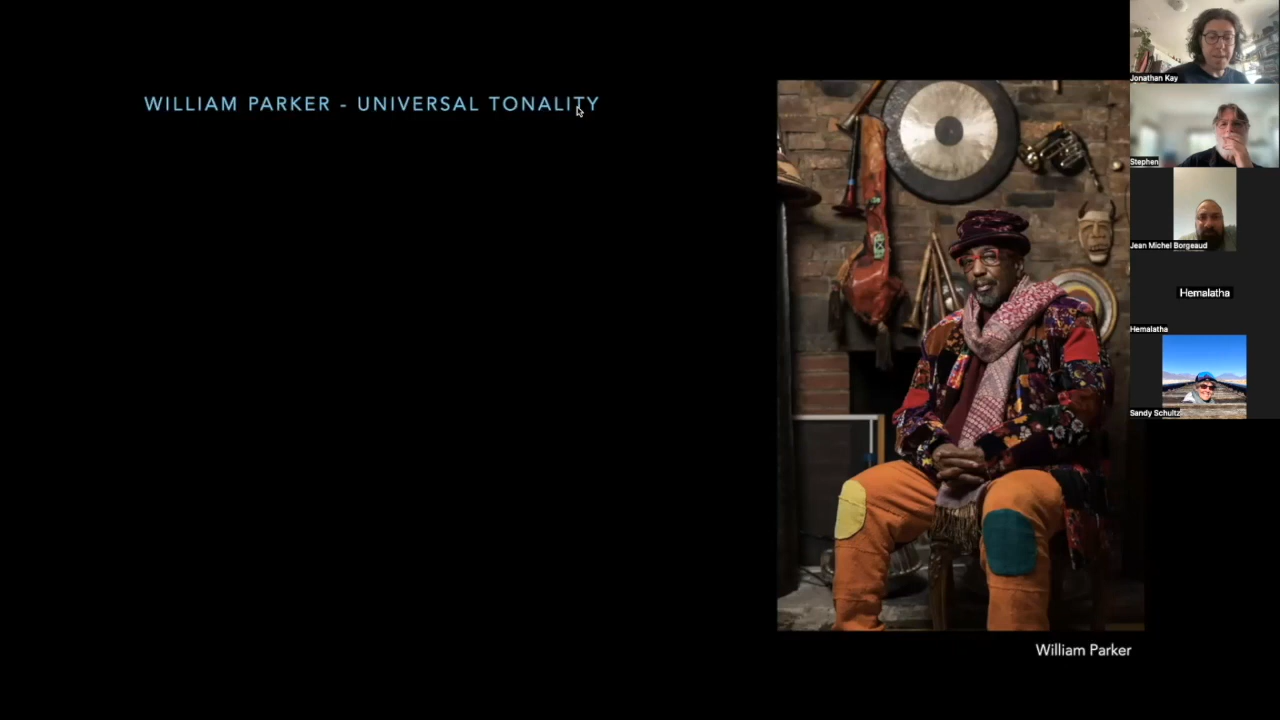 WILLIAM PARKER - UNIVERSAL TONALITY
William Parker
Jonathan Kay
Stephen
Jean Michel Borgeaud
Hemalatha
Hemalatha
Sandy Schultz